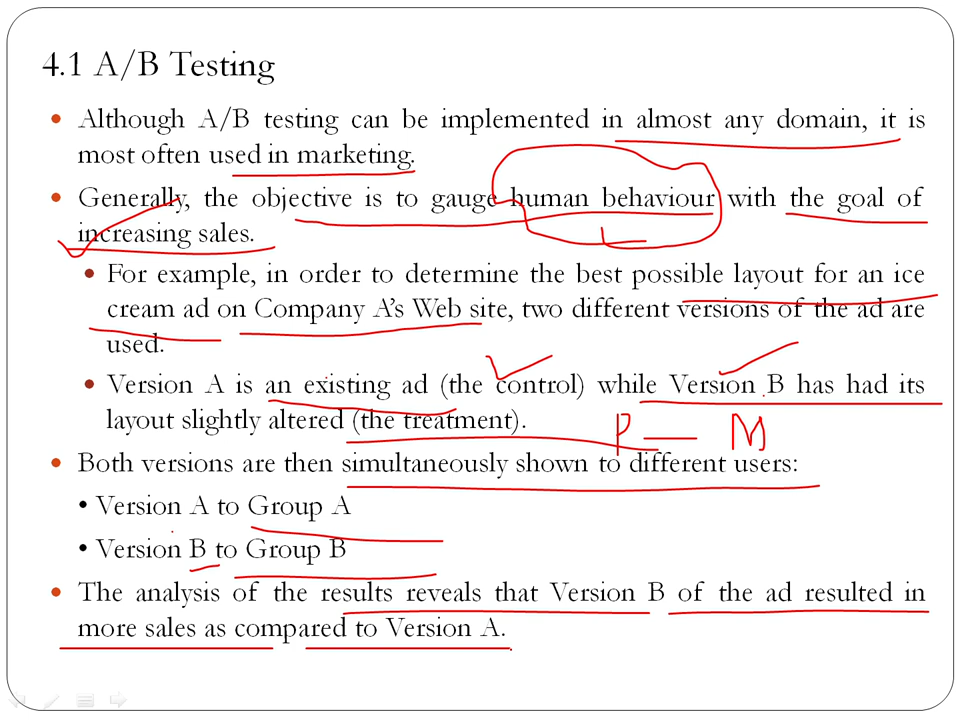 4.1 A/B Testing
• Although A/B testing can be implemented in almost any domain, it is
most often used in marketing.
• Generally, the objective is to gauge human behaviour with the goal of
increasing sales.
• For example, in order to determine the best possible layout for an ice
cream ad on Company A's Web site, two different versions of the ad are
used.
• Version A is an existing ad (the control) while Version B has had its
layout slightly altered (the treatment).
P — M
• Both versions are then simultaneously shown to different users:
• Version A to Group A
• Version B to Group B
• The analysis of the results reveals that Version B of the ad resulted in
more sales as compared to Version A.